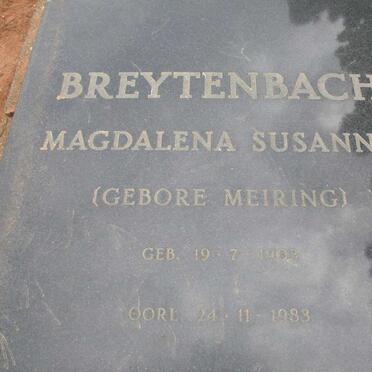 BREYTENBACH
MAGDALENA SUSANN
(GEBORE MEIRING)
GEB. 19 · 7 ·
OORL. 24 · 11 · 1983